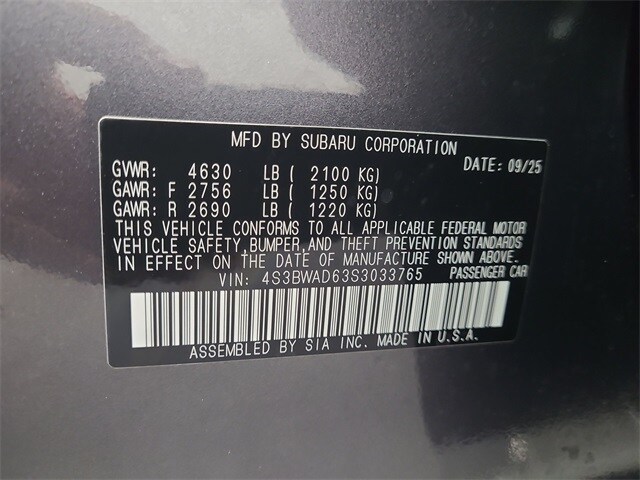 MFD BY SUBARU CORPORATION
DATE: 09/25
GVWR: 4630 LB ( 2100 KG)
GAWR: F 2756 LB ( 1250 KG)
GAWR: R 2690 LB ( 1220 KG)
THIS VEHICLE CONFORMS TO ALL APPLICABLE FEDERAL MOTOR
VEHICLE SAFETY,BUMPER,AND THEFT PREVENTION STANDARDS
IN EFFECT ON THE DATE OF MANUFACTURE SHOWN ABOVE.
VIN: 4S3BWAD63S3033765 PASSENGER CAR
ASSEMBLED BY SIA INC. MADE IN U.S.A.